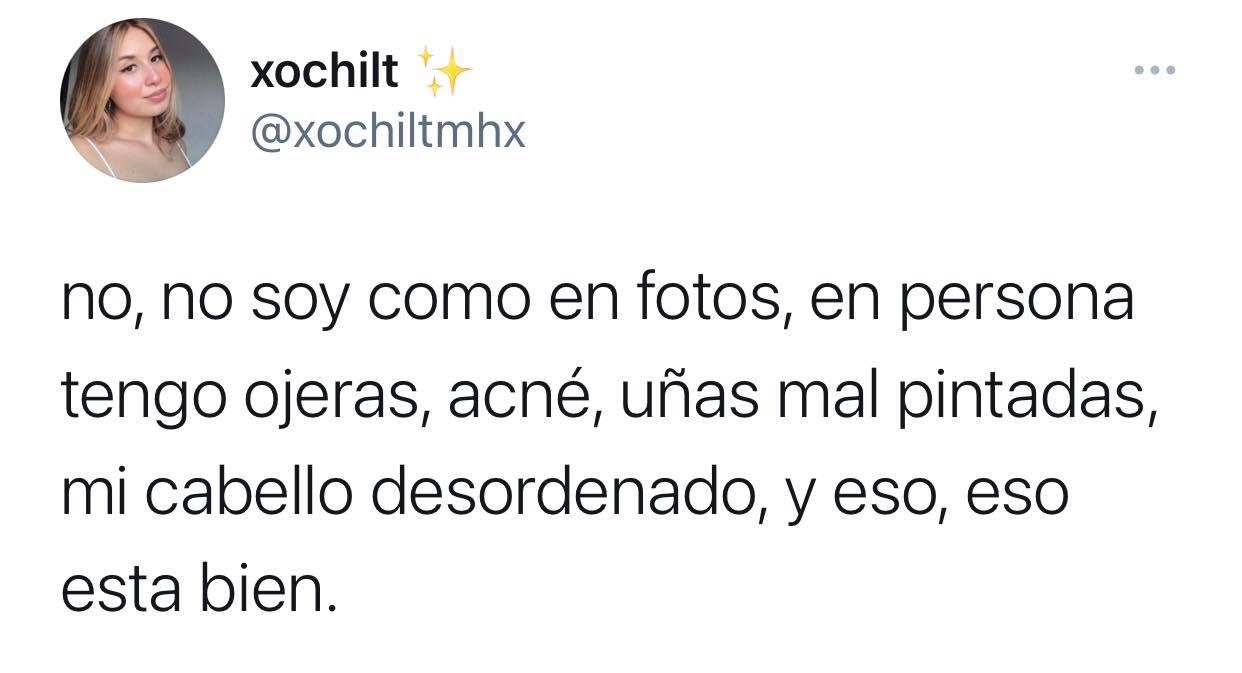 xochilt ✨
@xochiltmhx
no, no soy como en fotos, en persona
tengo ojeras, acné, uñas mal pintadas,
mi cabello desordenado, y eso, eso
esta bien.